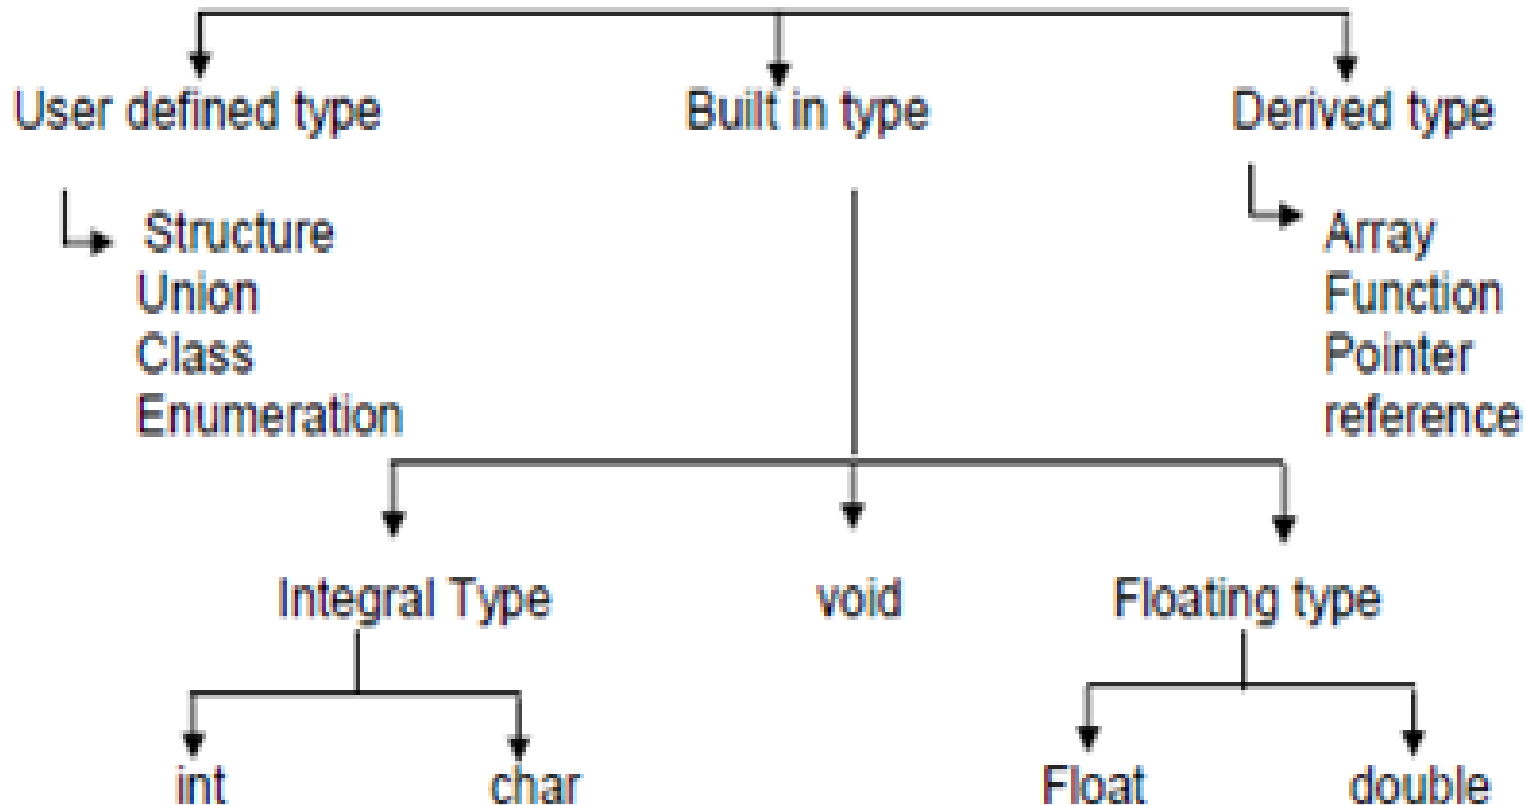 User defined type
Built in type
Derived type
Structure
Union
Class
Enumeration
Array
Function
Pointer
reference
Integral Type
void
Floating type
int
char
Float
double